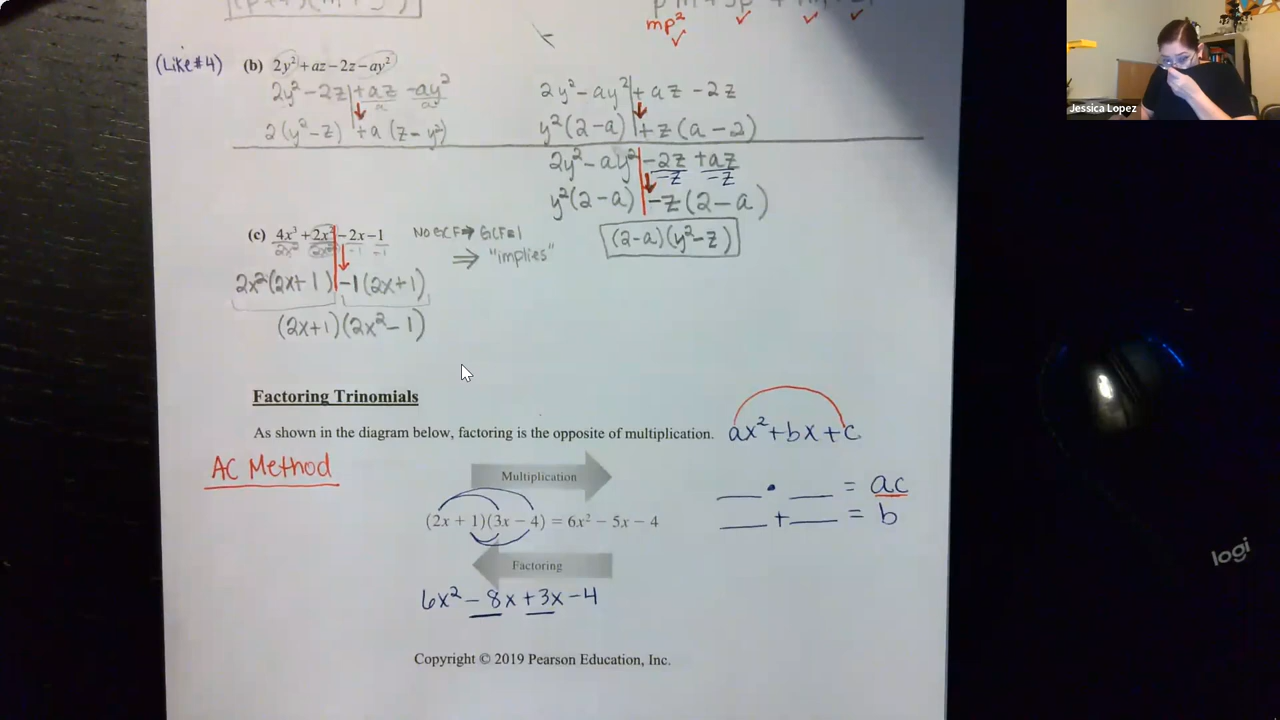 mp²
(Like #4) (b) 2y² + az − 2z − ay²
2y² − 2z + az − ay²
a a
2(y² − z) + a (z − y²)
2y² − ay² + az − 2z
y²(2 − a) + z(a − 2)
2y² − ay² − 2z + az
−z −z
y²(2 − a) − z(2 − a)
(2−a)(y²−z)
(c) 4x³ + 2x² − 2x − 1 No GCF ⇒ GCF=1
2x² 2x² −1 −1
⇒ "implies"
2x²(2x+1) −1(2x+1)
(2x+1)(2x²−1)
Factoring Trinomials
As shown in the diagram below, factoring is the opposite of multiplication. ax²+bx+c
AC Method
Multiplication
___ • ___ = ac
(2x + 1)(3x − 4) = 6x² − 5x − 4
___ + ___ = b
Factoring
6x² − 8x + 3x − 4
Copyright © 2019 Pearson Education, Inc.
Jessica Lopez
logi